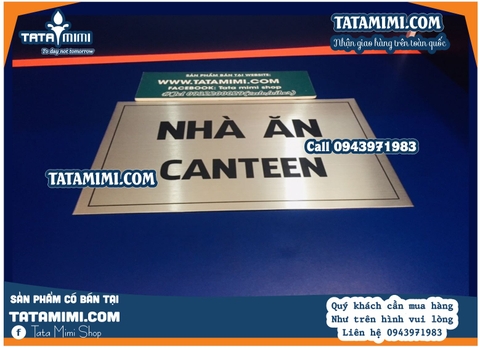 TATA MIMI
To day not tomorrow
TATAMIMI.COM
Nhận giao hàng trên toàn quốc
SẢN PHẨM BÁN TẠI WEBSITE:
WWW.TATAMIMI.COM
FACEBOOK: Tata mimi shop
NHÀ ĂN
Call 0943971983
CANTEEN
TATAMIMI.COM
SẢN PHẨM CÓ BÁN TẠI
TATAMIMI.COM
f Tata Mimi Shop
Quý khách cần mua hàng
Như trên hình vui lòng
Liên hệ 0943971983